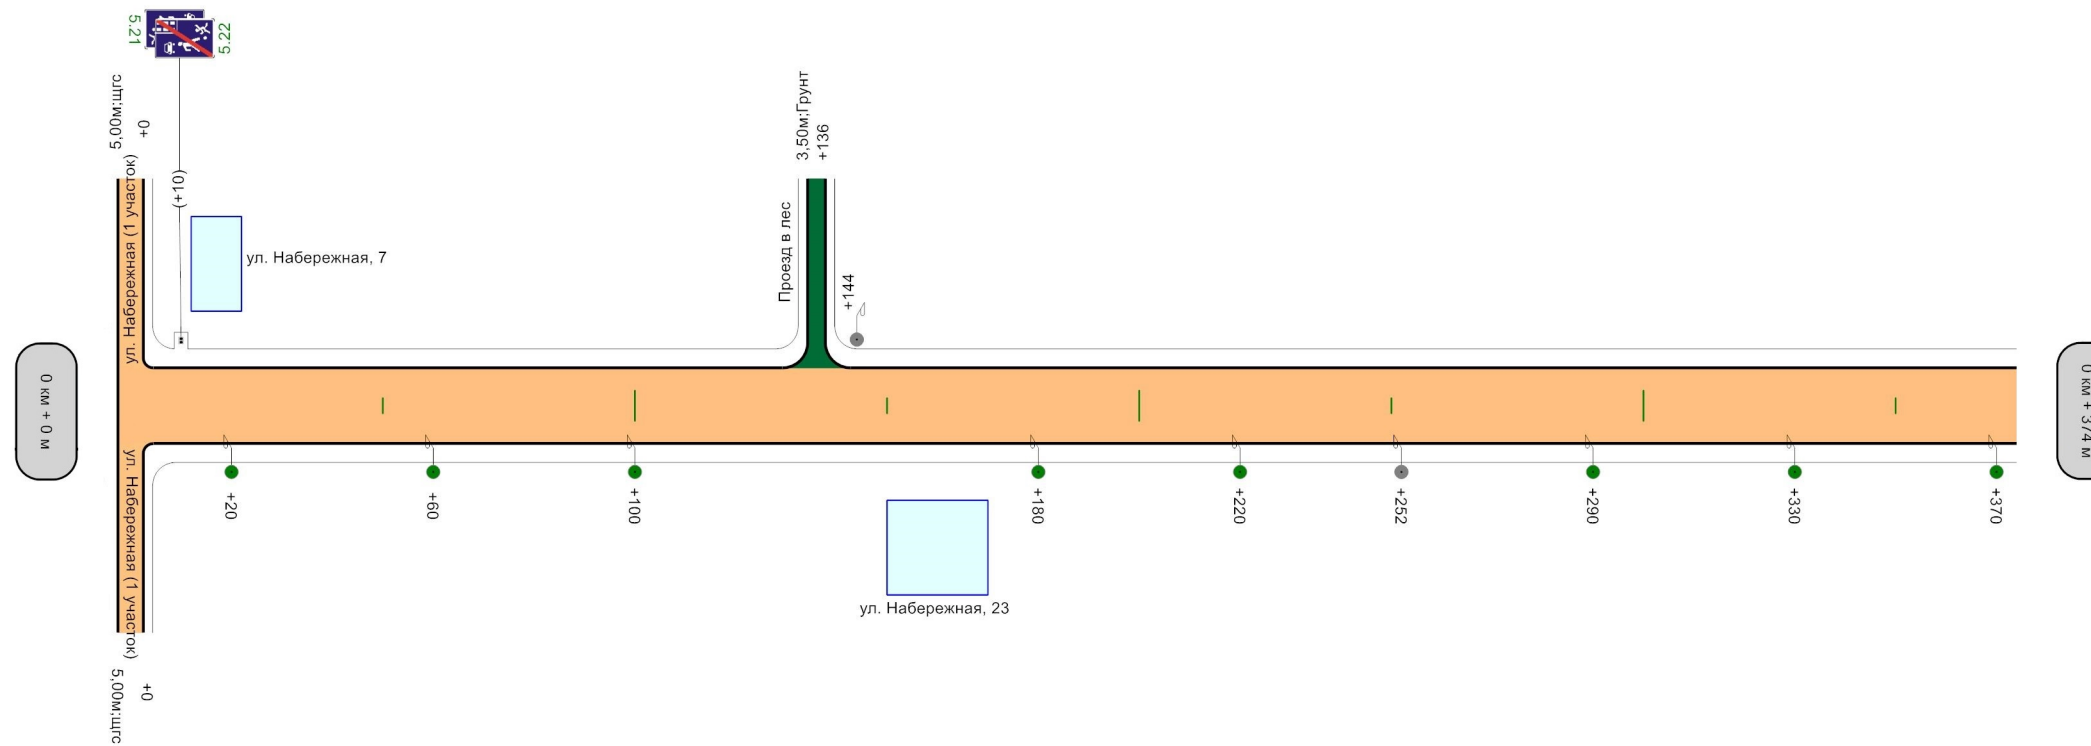 5.21
5.22
5,00м;щгс
+0
ул. Набережная (1 участок)
(+10)
ул. Набережная, 7
3,50м;Грунт
+136
Проезд в лес
+144
0 км + 0 м
0 км + 374 м
ул. Набережная (1 участок)
+20
+60
+100
+180
+220
+252
+290
+330
+370
ул. Набережная, 23
5,00м;щгс
+0